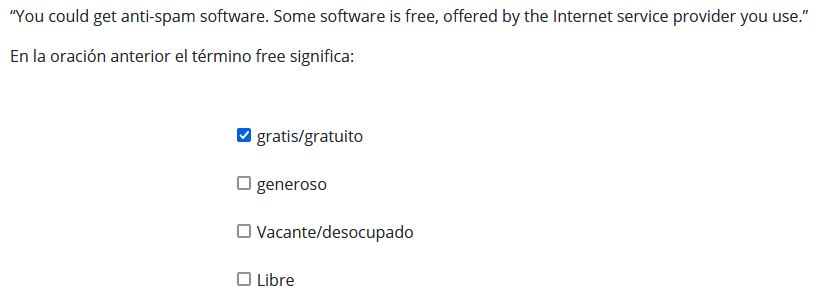 “You could get anti-spam software. Some software is free, offered by the Internet service provider you use.”
En la oración anterior el término free significa:
gratis/gratuito
generoso
Vacante/desocupado
Libre